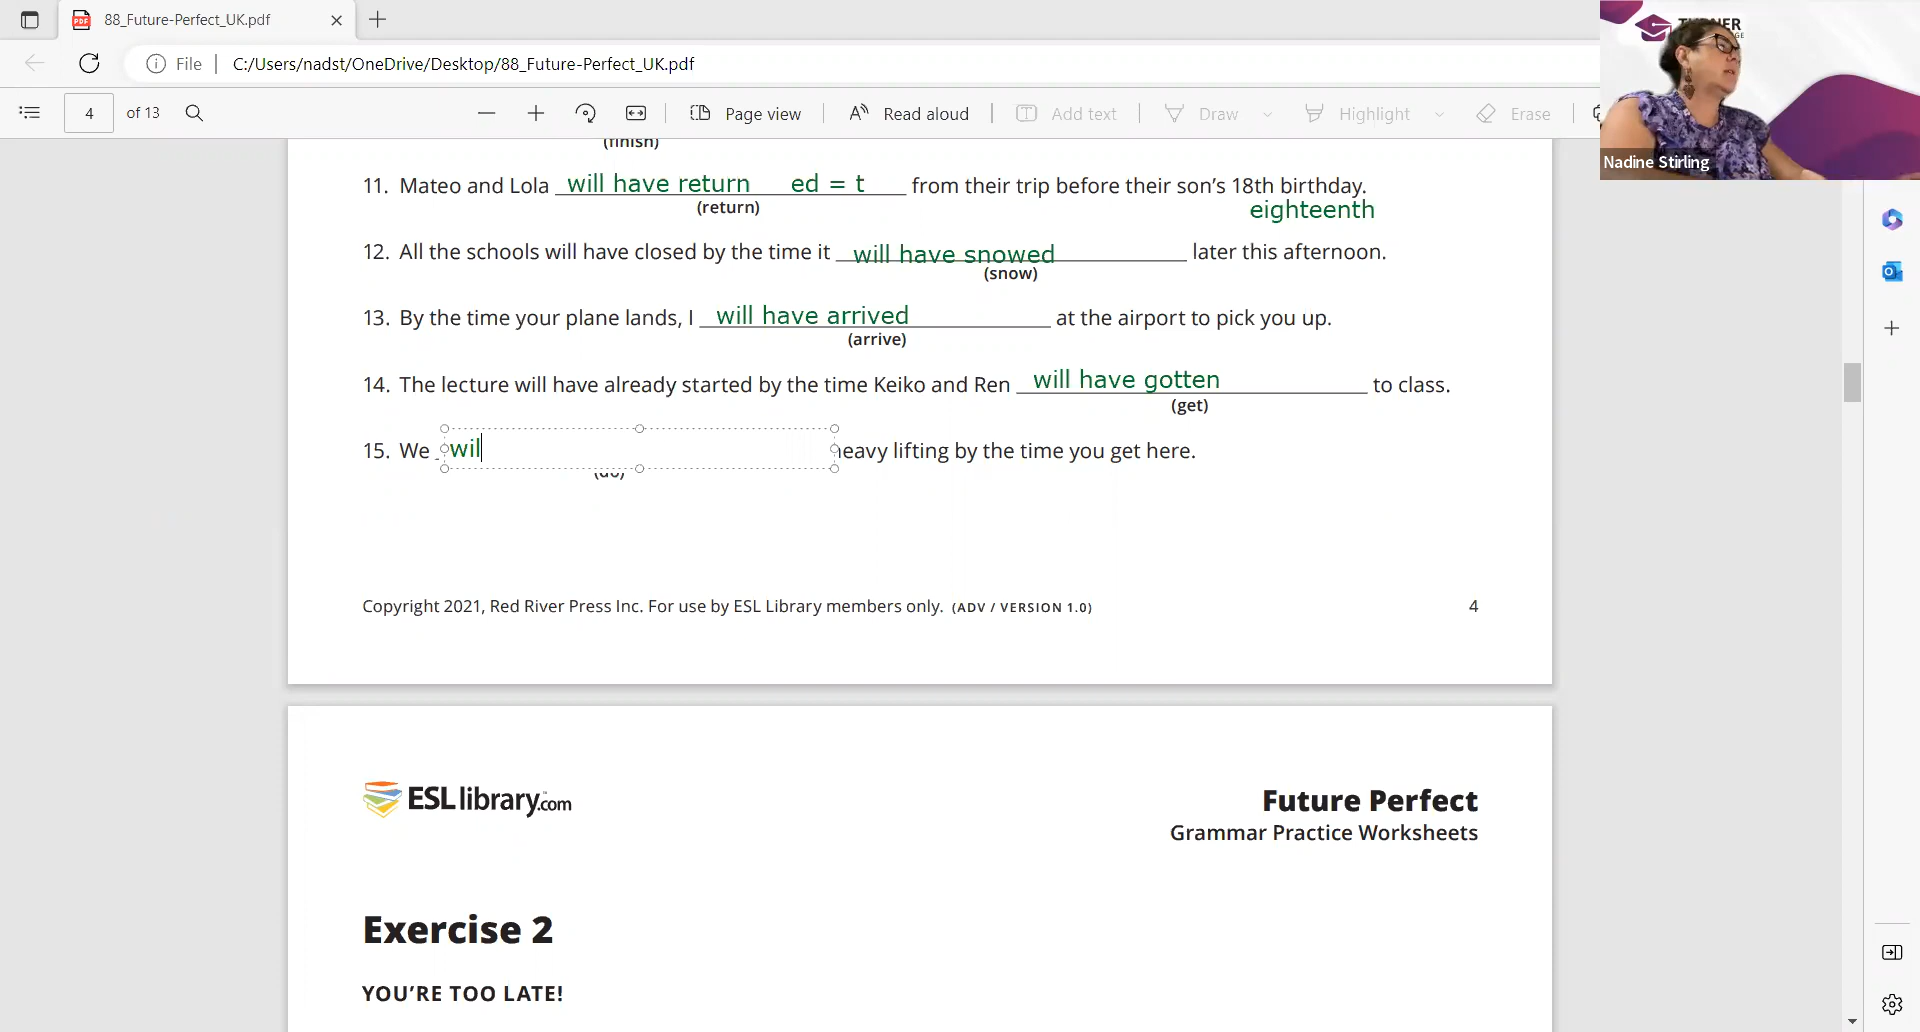 88_Future-Perfect_UK.pdf
File | C:/Users/nadst/OneDrive/Desktop/88_Future-Perfect_UK.pdf
4 of 13 Page view Read aloud Add text Draw Highlight Erase
Nadine Stirling
(finish)
11. Mateo and Lola will have return ed = t from their trip before their son's 18th birthday.
(return)
eighteenth
12. All the schools will have closed by the time it will have snowed later this afternoon.
(snow)
13. By the time your plane lands, I will have arrived at the airport to pick you up.
(arrive)
14. The lecture will have already started by the time Keiko and Ren will have gotten to class.
(get)
15. We wil heavy lifting by the time you get here.
(do)
Copyright 2021, Red River Press Inc. For use by ESL Library members only. (ADV / VERSION 1.0) 4
ESL library.com
Future Perfect
Grammar Practice Worksheets
Exercise 2
YOU'RE TOO LATE!